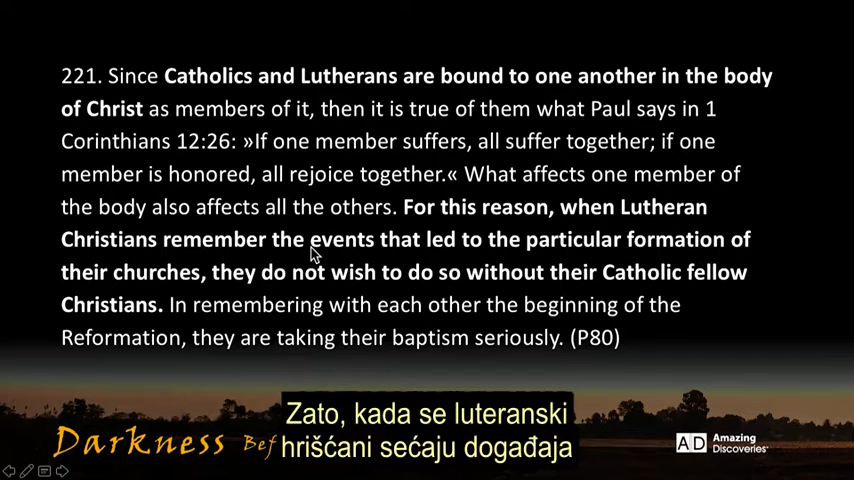 221. Since Catholics and Lutherans are bound to one another in the body
of Christ as members of it, then it is true of them what Paul says in 1
Corinthians 12:26: »If one member suffers, all suffer together; if one
member is honored, all rejoice together.« What affects one member of
the body also affects all the others. For this reason, when Lutheran
Christians remember the events that led to the particular formation of
their churches, they do not wish to do so without their Catholic fellow
Christians. In remembering with each other the beginning of the
Reformation, they are taking their baptism seriously. (P80)
Zato, kada se luteranski
hrišćani sećaju događaja
Darkness Bef
AD Amazing
Discoveries